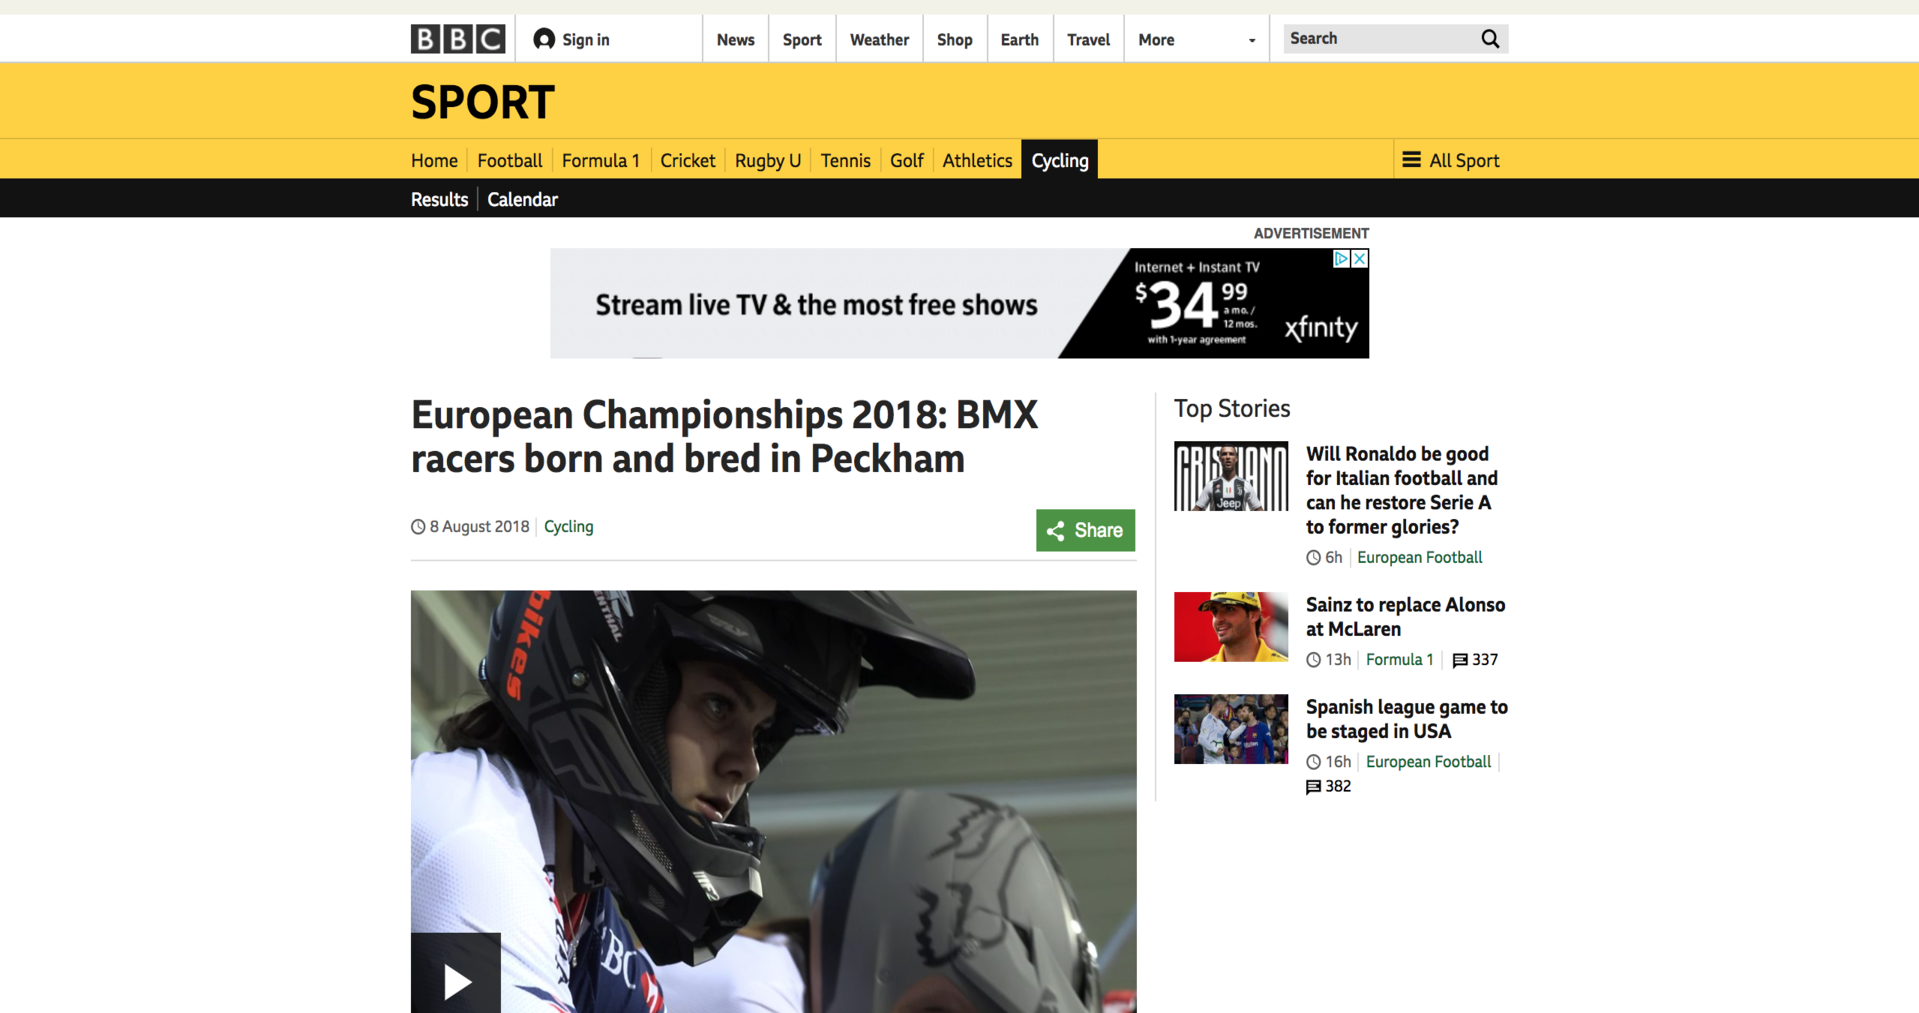 BBC
Sign in
News
Sport
Weather
Shop
Earth
Travel
More
Search
SPORT
Home
Football
Formula 1
Cricket
Rugby U
Tennis
Golf
Athletics
Cycling
All Sport
Results
Calendar
ADVERTISEMENT
Stream live TV & the most free shows
Internet + Instant TV
$34 99
a mo. /
12 mos.
with 1-year agreement
xfinity
European Championships 2018: BMX
racers born and bred in Peckham
8 August 2018
Cycling
Share
bikes
FLY
Top Stories
CRISTIANO
Jeep
Will Ronaldo be good
for Italian football and
can he restore Serie A
to former glories?
6h
European Football
Sainz to replace Alonso
at McLaren
13h
Formula 1
337
Spanish league game to
be staged in USA
16h
European Football
382